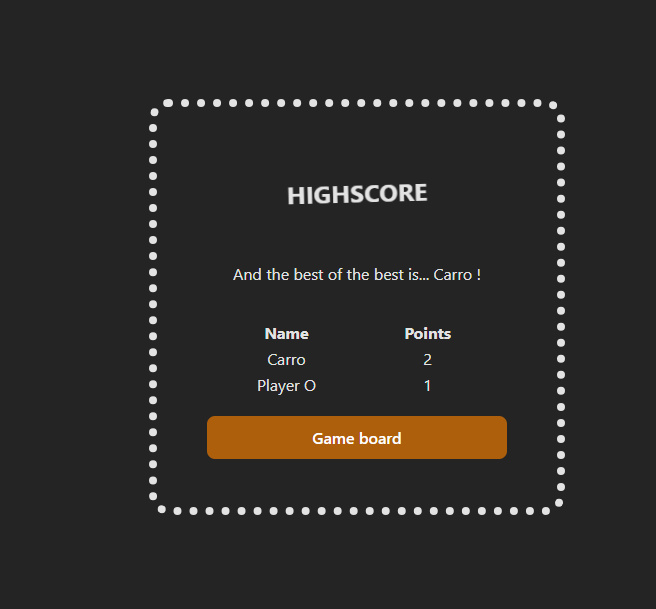 HIGHSCORE
And the best of the best is... Carro !
Name Points
Carro 2
Player O 1
Game board